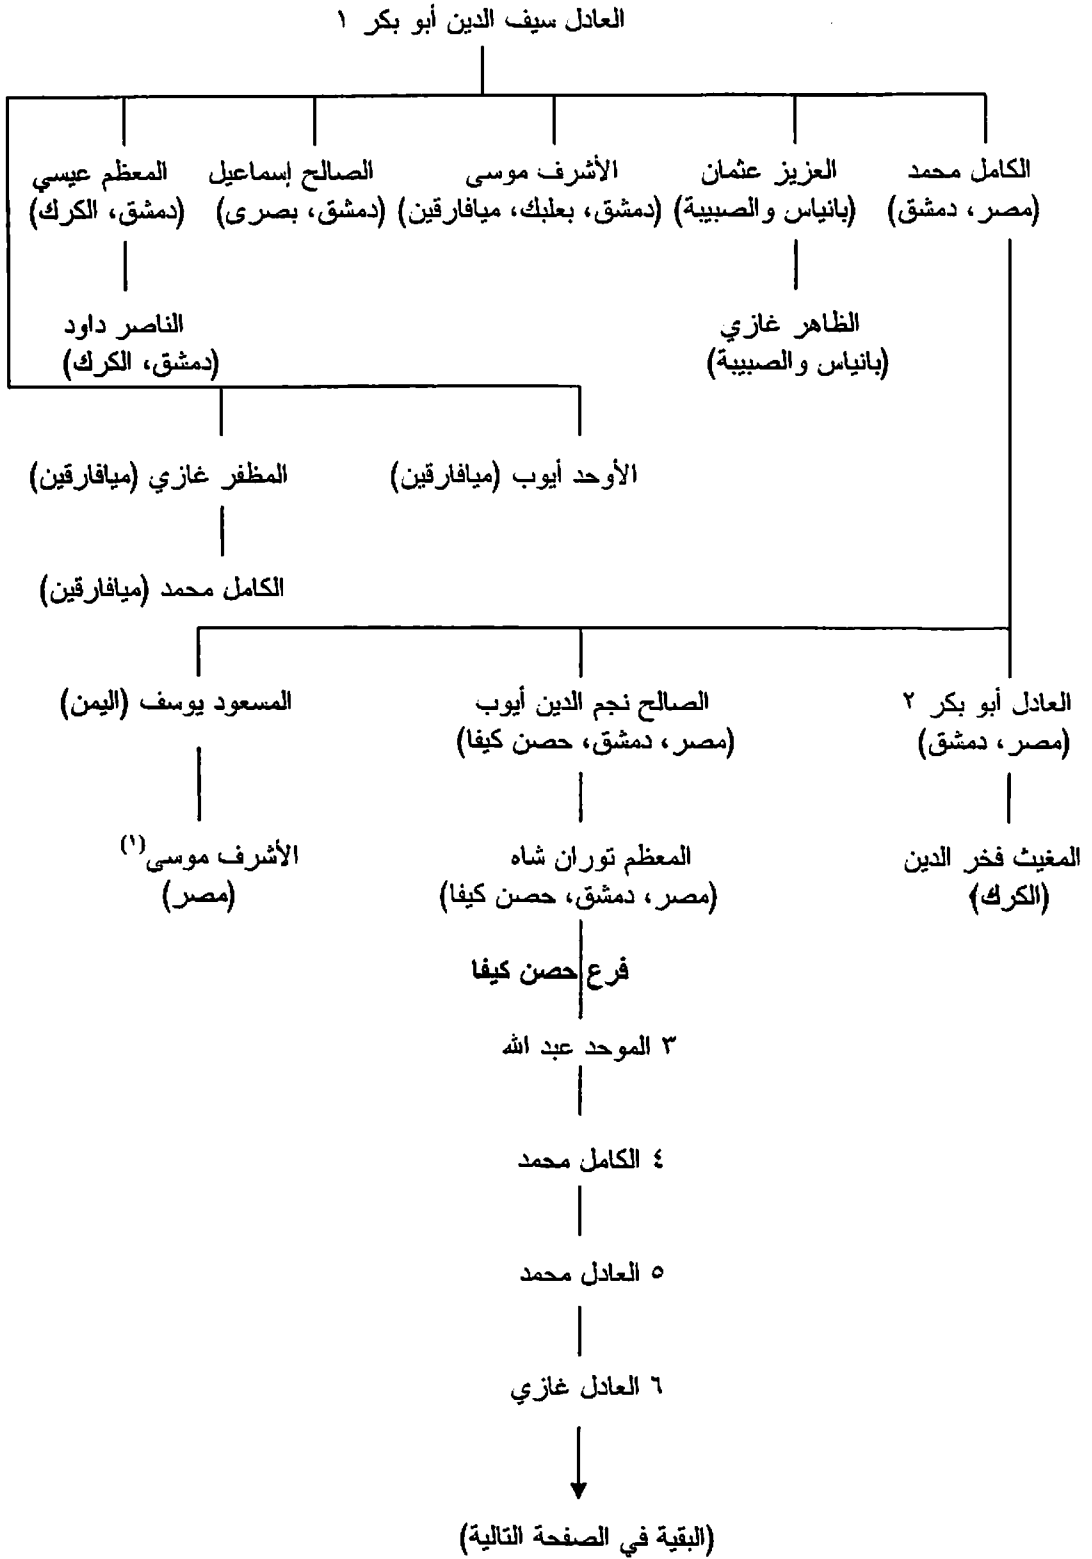 العادل سيف الدين أبو بكر ١
الكامل محمد
(مصر، دمشق)
العزيز عثمان
(بانياس والصبيبة)
الأشرف موسى
(دمشق، بعلبك، ميافارقين)
الصالح إسماعيل
(دمشق، بصرى)
المعظم عيسي
(دمشق، الكرك)
الظاهر غازي
(بانياس والصبيبة)
الناصر داود
(دمشق، الكرك)
الأوحد أيوب (ميافارقين)
المظفر غازي (ميافارقين)
الكامل محمد (ميافارقين)
العادل أبو بكر ٢
(مصر، دمشق)
الصالح نجم الدين أيوب
(مصر، دمشق، حصن كيفا)
المسعود يوسف (اليمن)
المغيث فخر الدين
(الكرك)
المعظم توران شاه
(مصر، دمشق، حصن كيفا)
الأشرف موسى(١)
(مصر)
فرع حصن كيفا
٣ الموحد عبد الله
٤ الكامل محمد
٥ العادل محمد
٦ العادل غازي
(البقية في الصفحة التالية)